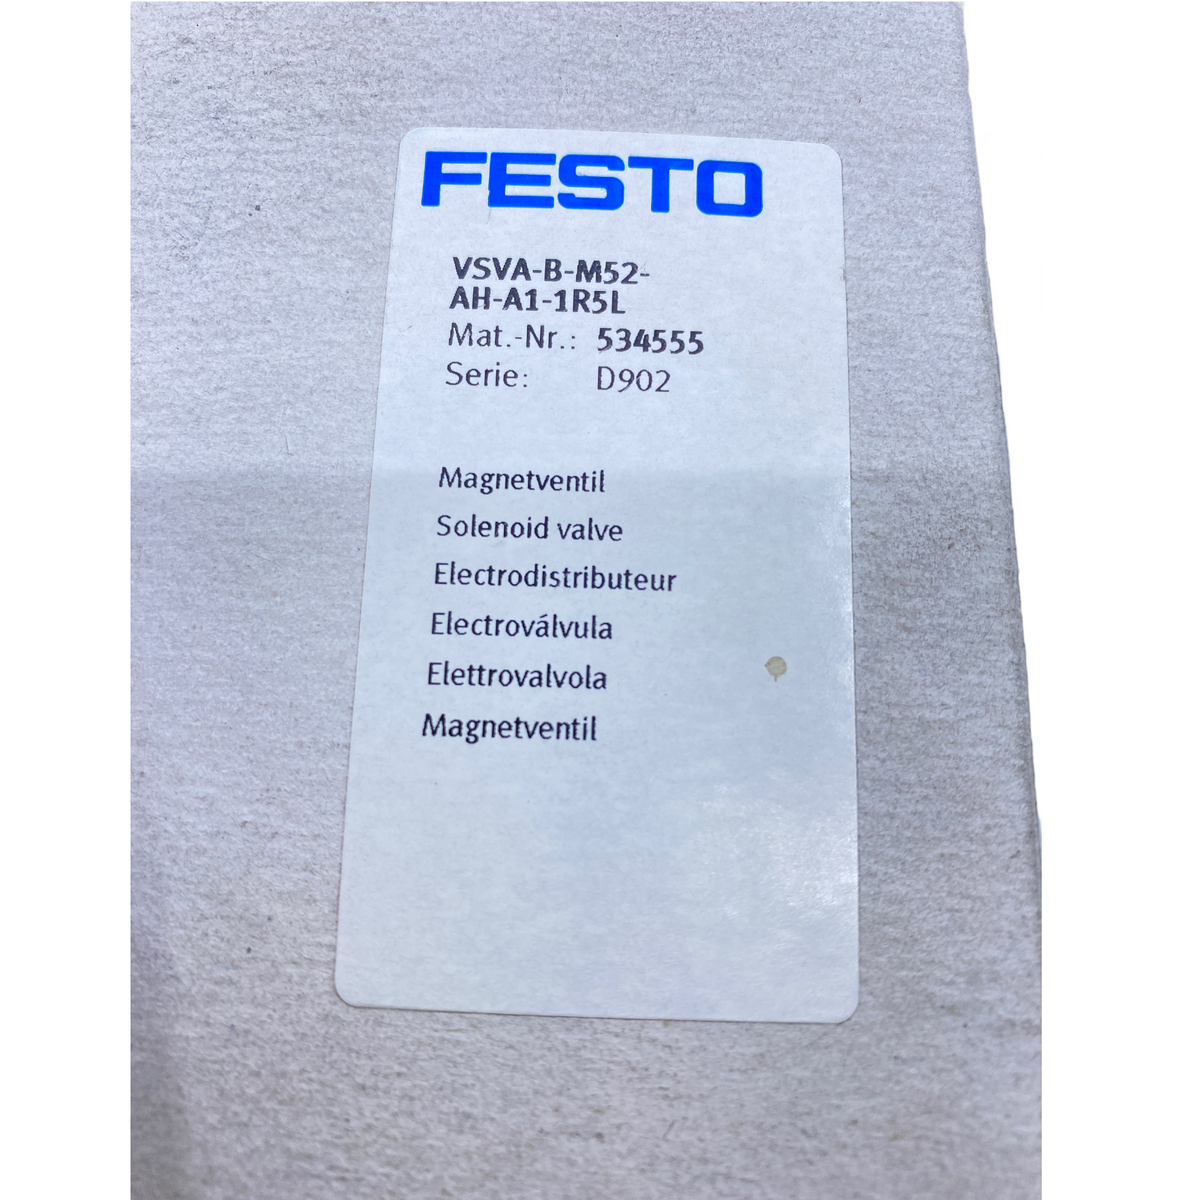 FESTO
VSVA-B-M52-
AH-A1-1R5L
Mat.-Nr.: 534555
Serie: D902
Magnetventil
Solenoid valve
Electrodistributeur
Electroválvula
Elettrovalvola
Magnetventil